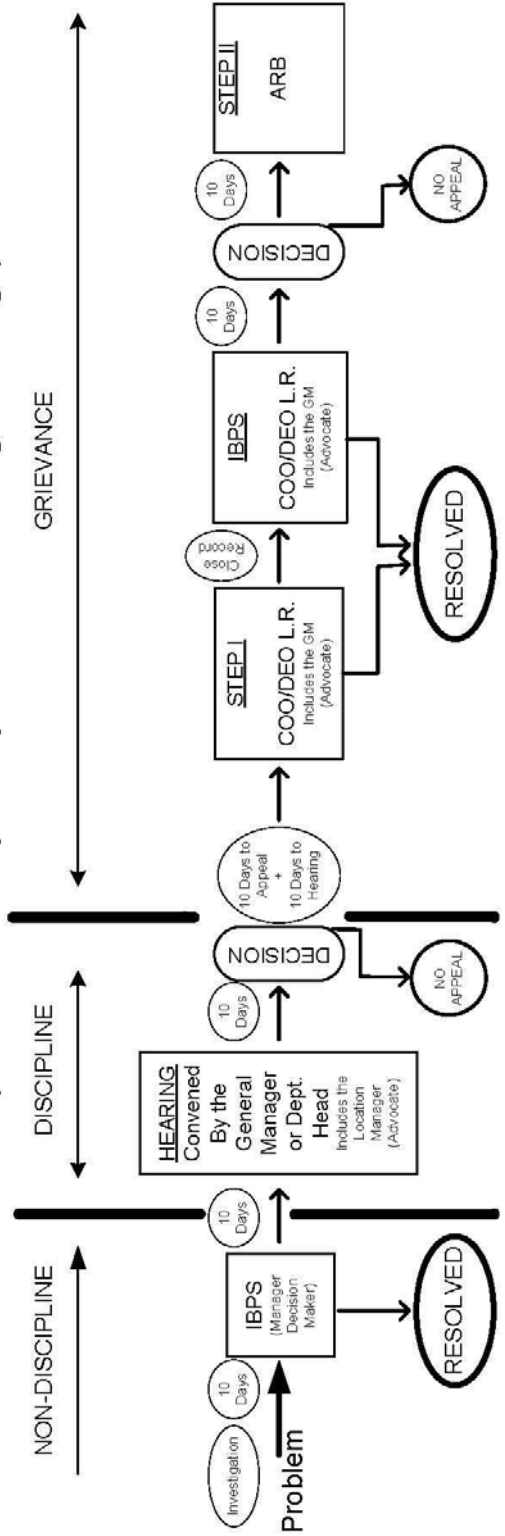 NON-DISCIPLINE
DISCIPLINE
GRIEVANCE
Problem
Investigation
10
Days
IBPS
(Manager
Decision
Maker)
RESOLVED
10
Days
HEARING
Convened
By the
General
Manager
or Dept.
Head
Includes the
Location
Manager
(Advocate)
10
Days
DECISION
NO
APPEAL
10 Days to
Appeal
+
10 Days to
Hearing
STEP I
COO/DEO L.R.
Includes the GM
(Advocate)
Close
Record
IBPS
COO/DEO L.R.
Includes the GM
(Advocate)
RESOLVED
10
Days
DECISION
NO
APPEAL
10
Days
STEP II
ARB